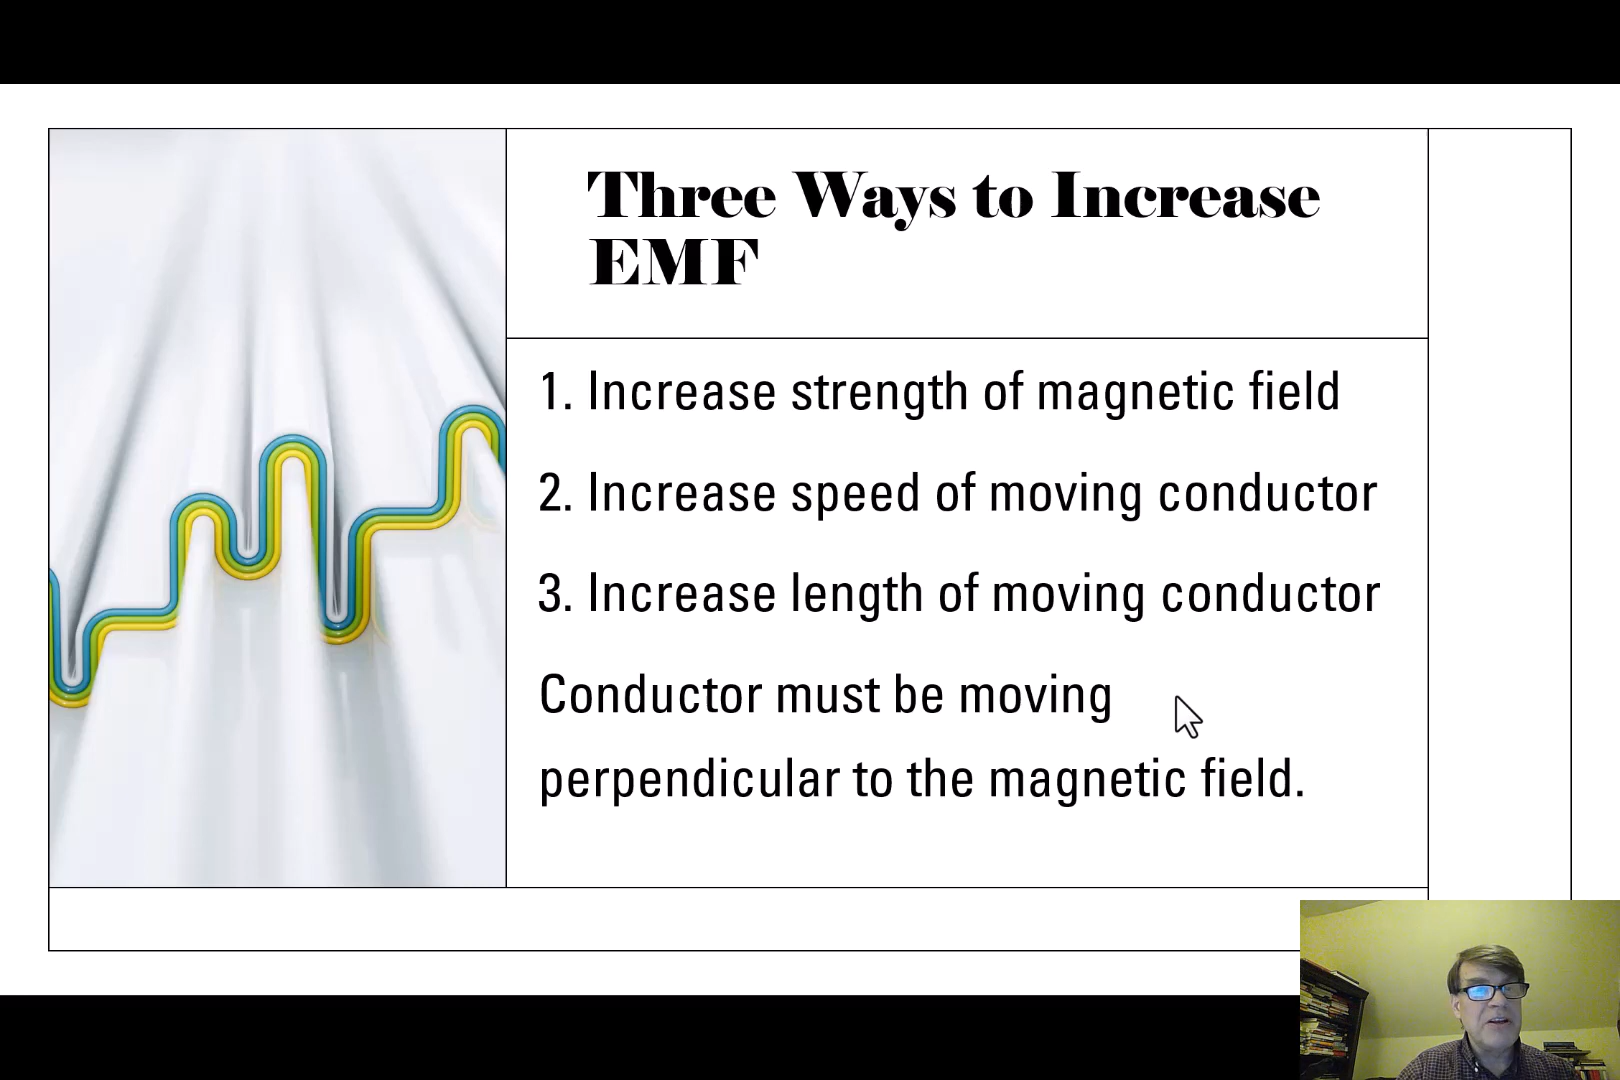 Three Ways to Increase
EMF
1. Increase strength of magnetic field
2. Increase speed of moving conductor
3. Increase length of moving conductor
Conductor must be moving
perpendicular to the magnetic field.